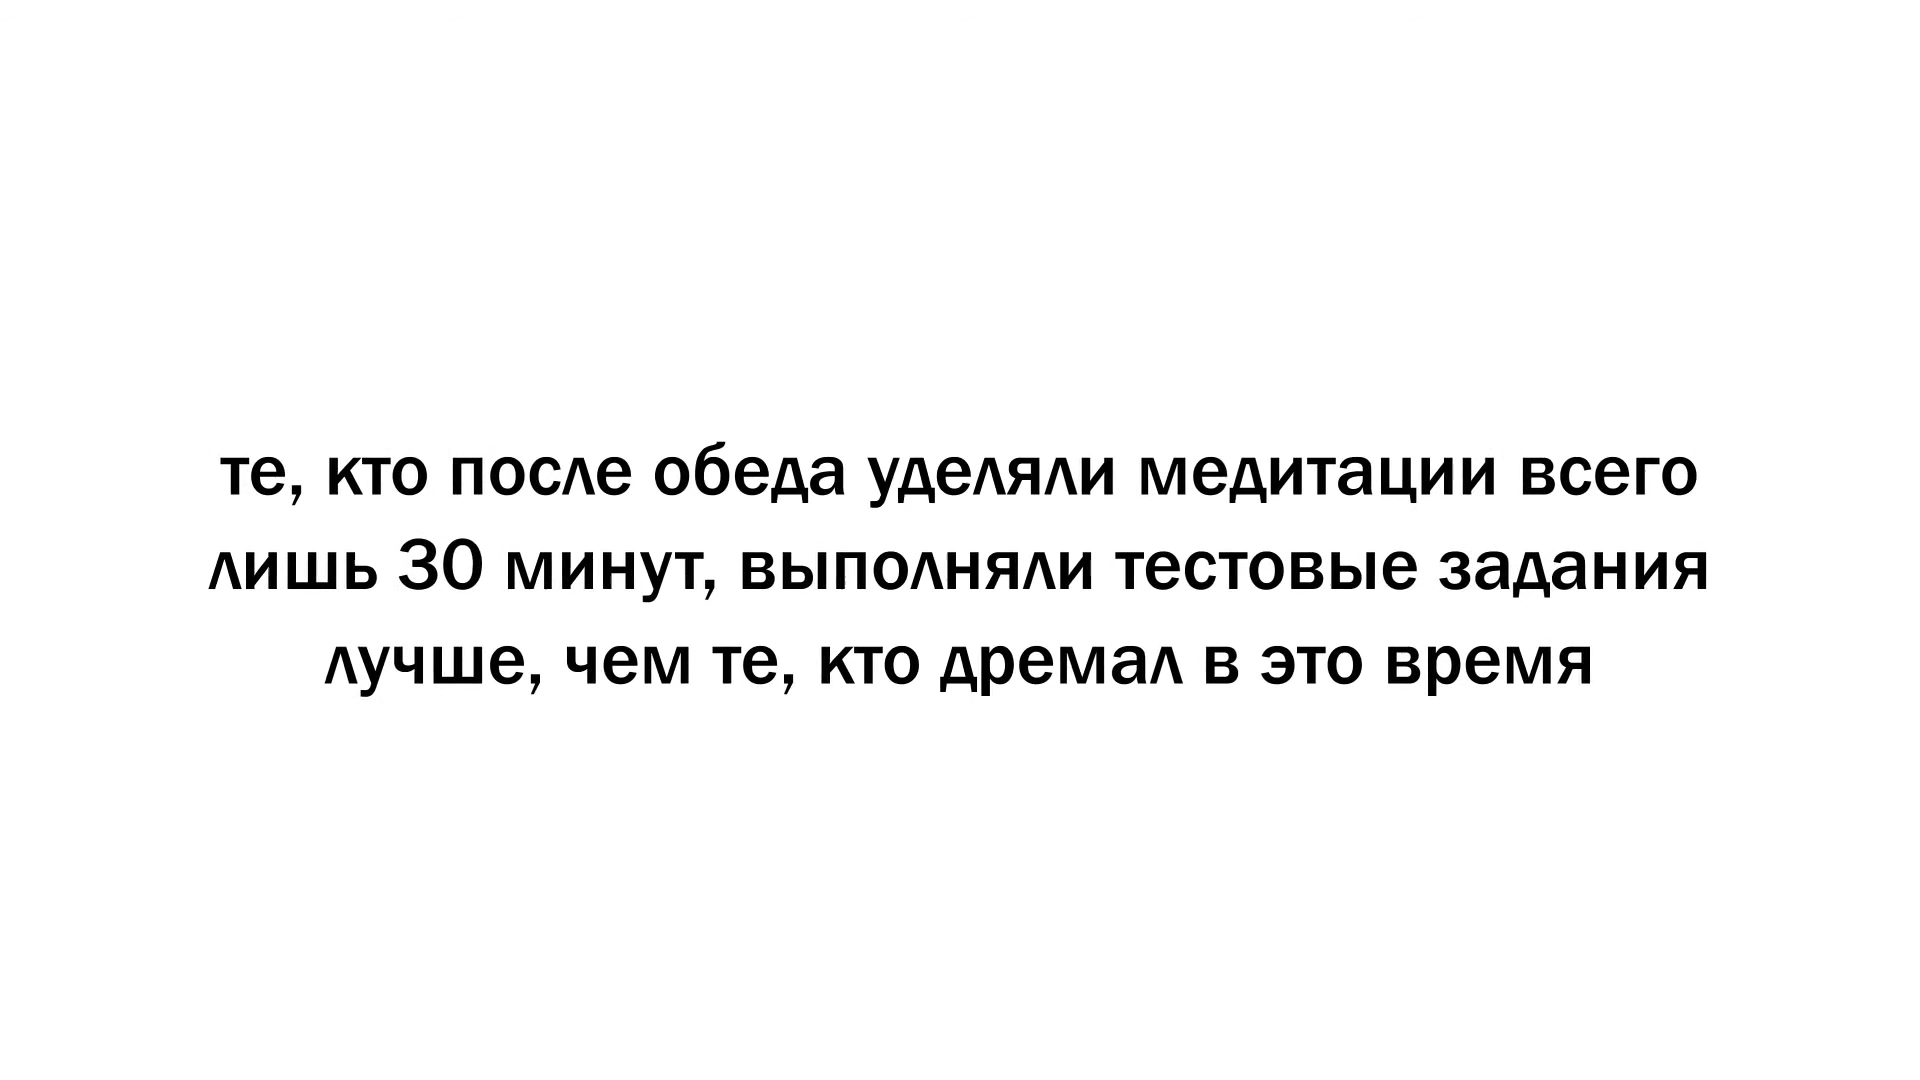 те, кто после обеда уделяли медитации всего
лишь 30 минут, выполняли тестовые задания
лучше, чем те, кто дремал в это время